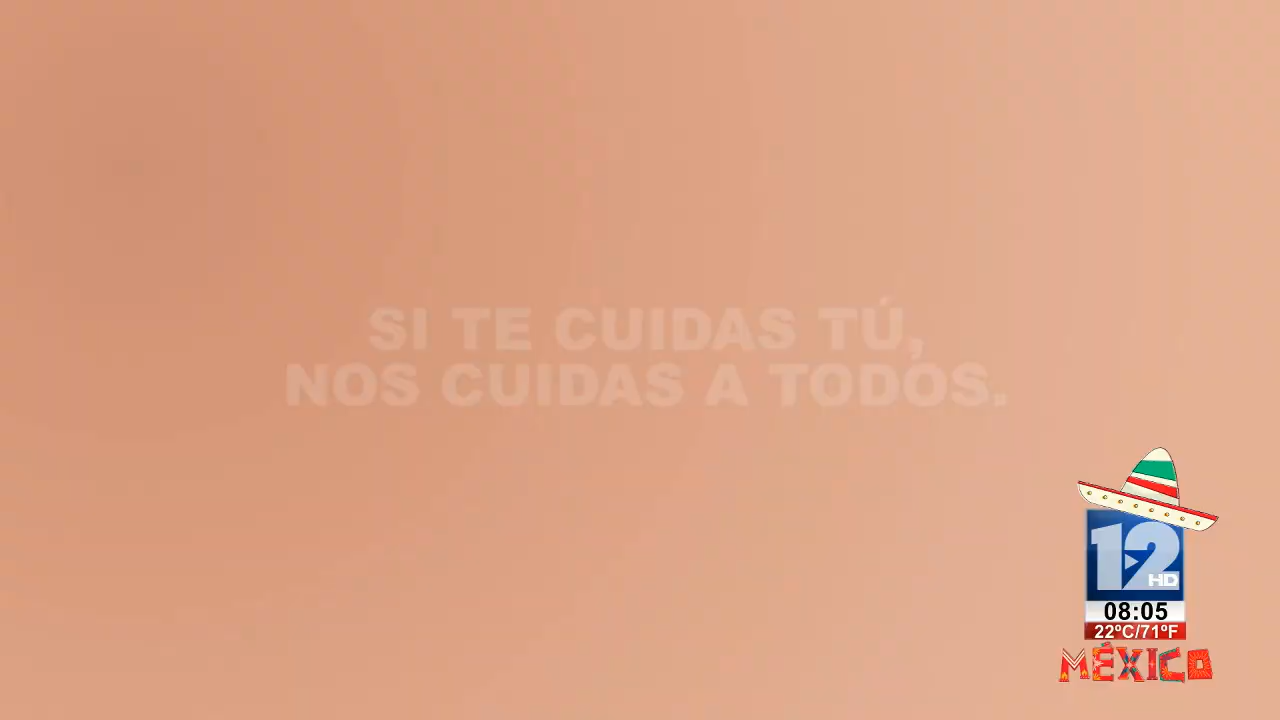 SI TE CUIDAS TÚ,
NOS CUIDAS A TODOS.
12
HD
08:05
22ºC/71ºF
MÉXICO